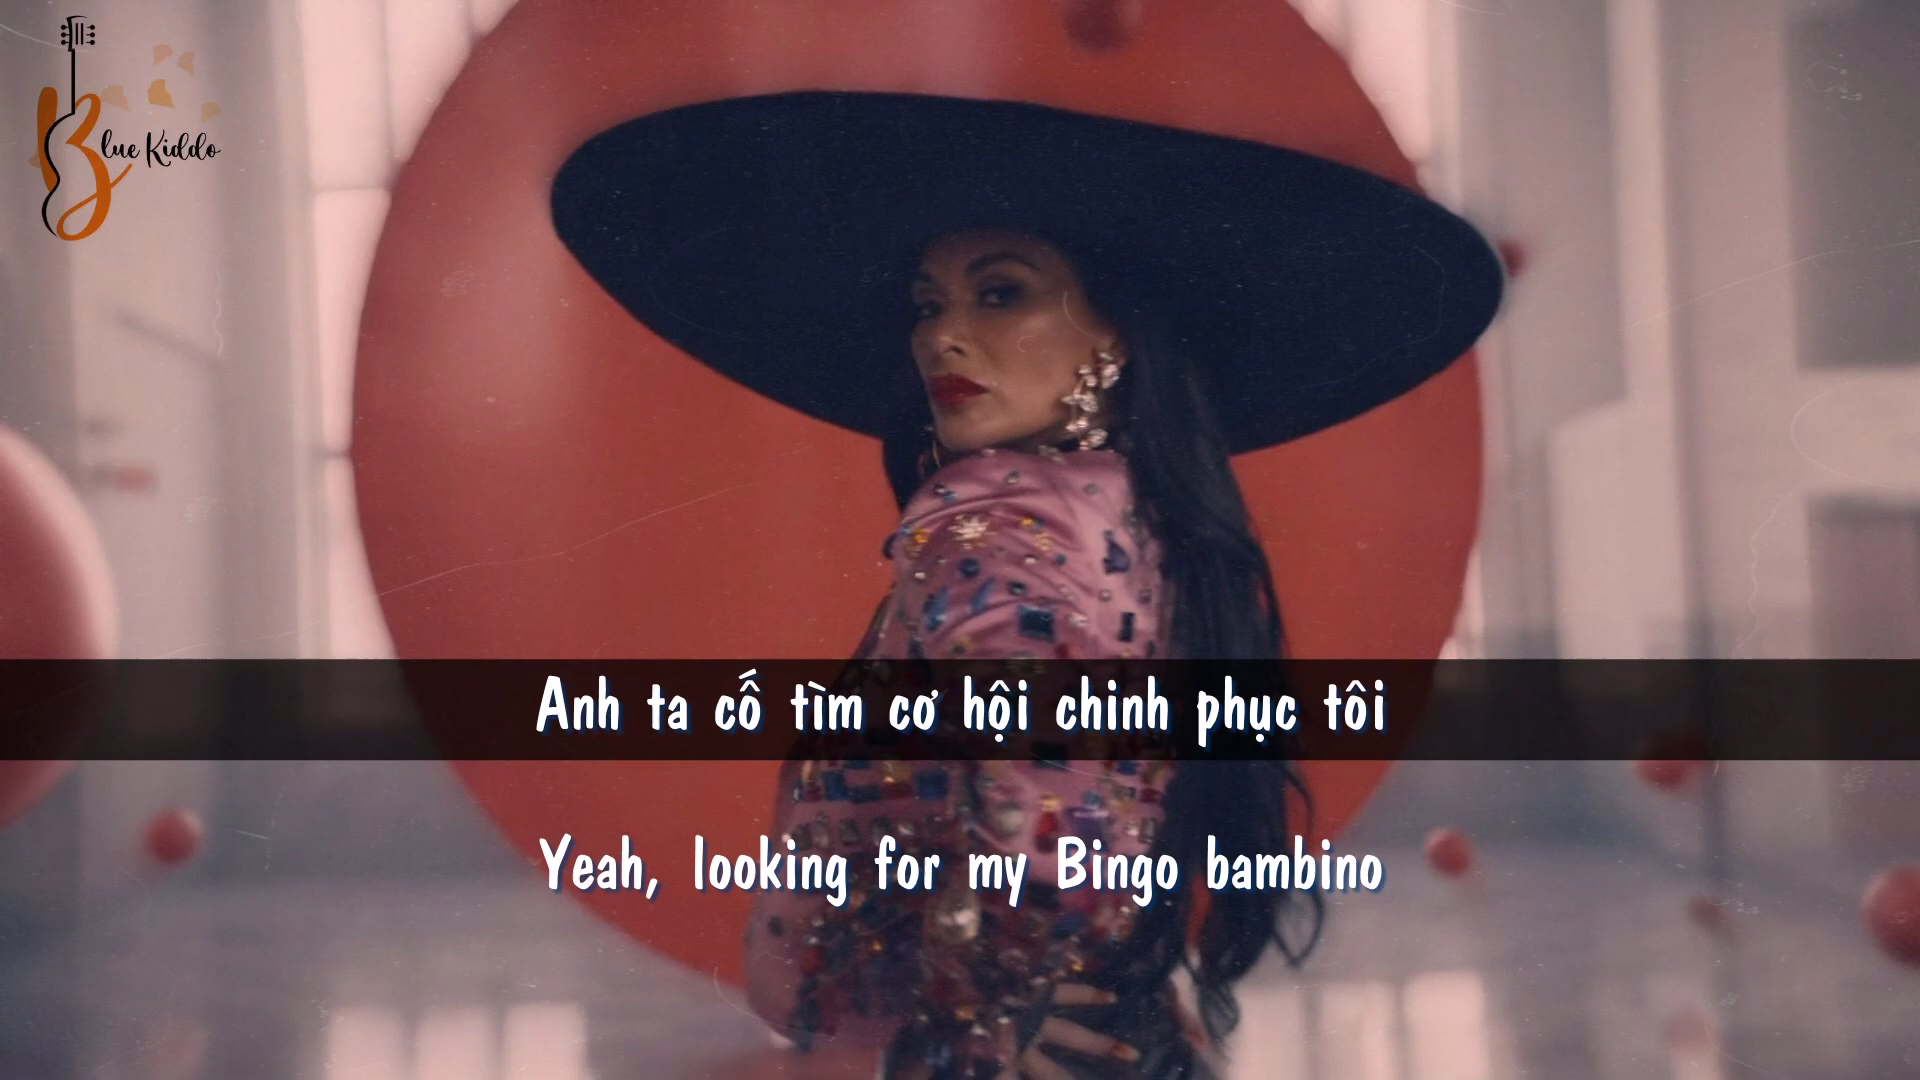 Blue Kiddo
Anh ta cố tìm cơ hội chinh phục tôi
Yeah, looking for my Bingo bambino